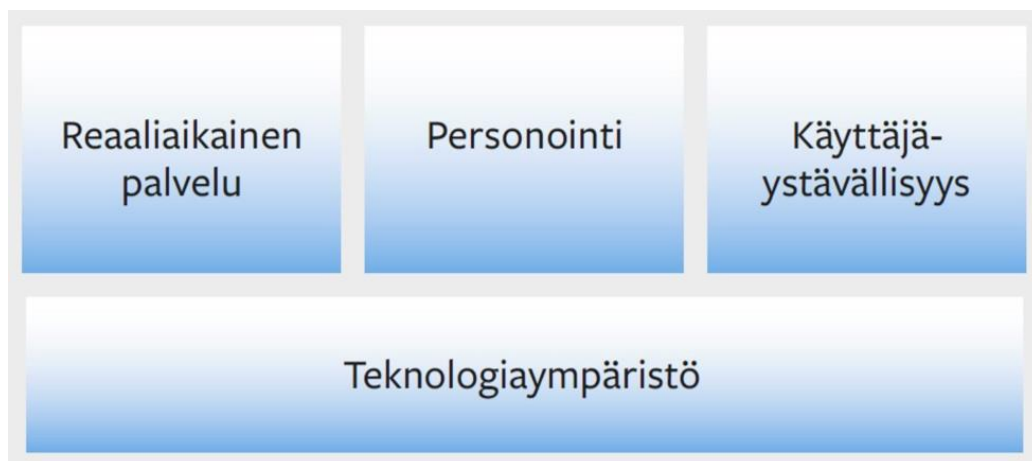 Reaaliaikainen
palvelu
Personointi
Käyttäjä-
ystävällisyys
Teknologiaympäristö